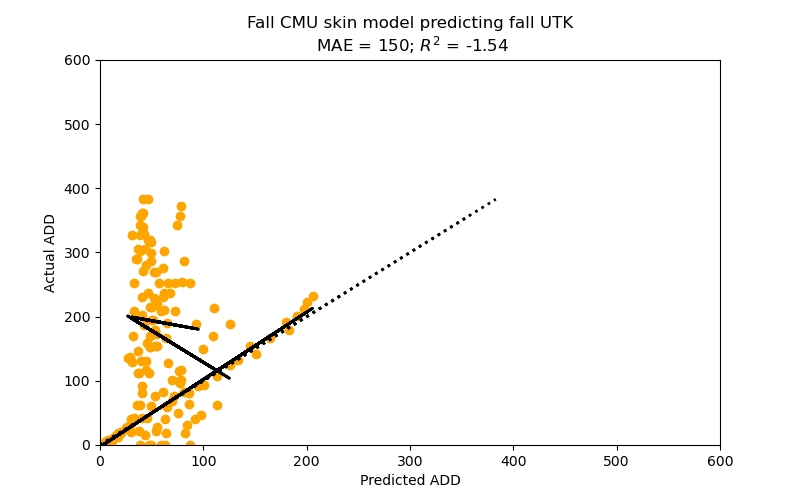 Fall CMU skin model predicting fall UTK
MAE = 150; R² = -1.54
600
500
400
300
200
100
0
Actual ADD
0 100 200 300 400 500 600
Predicted ADD